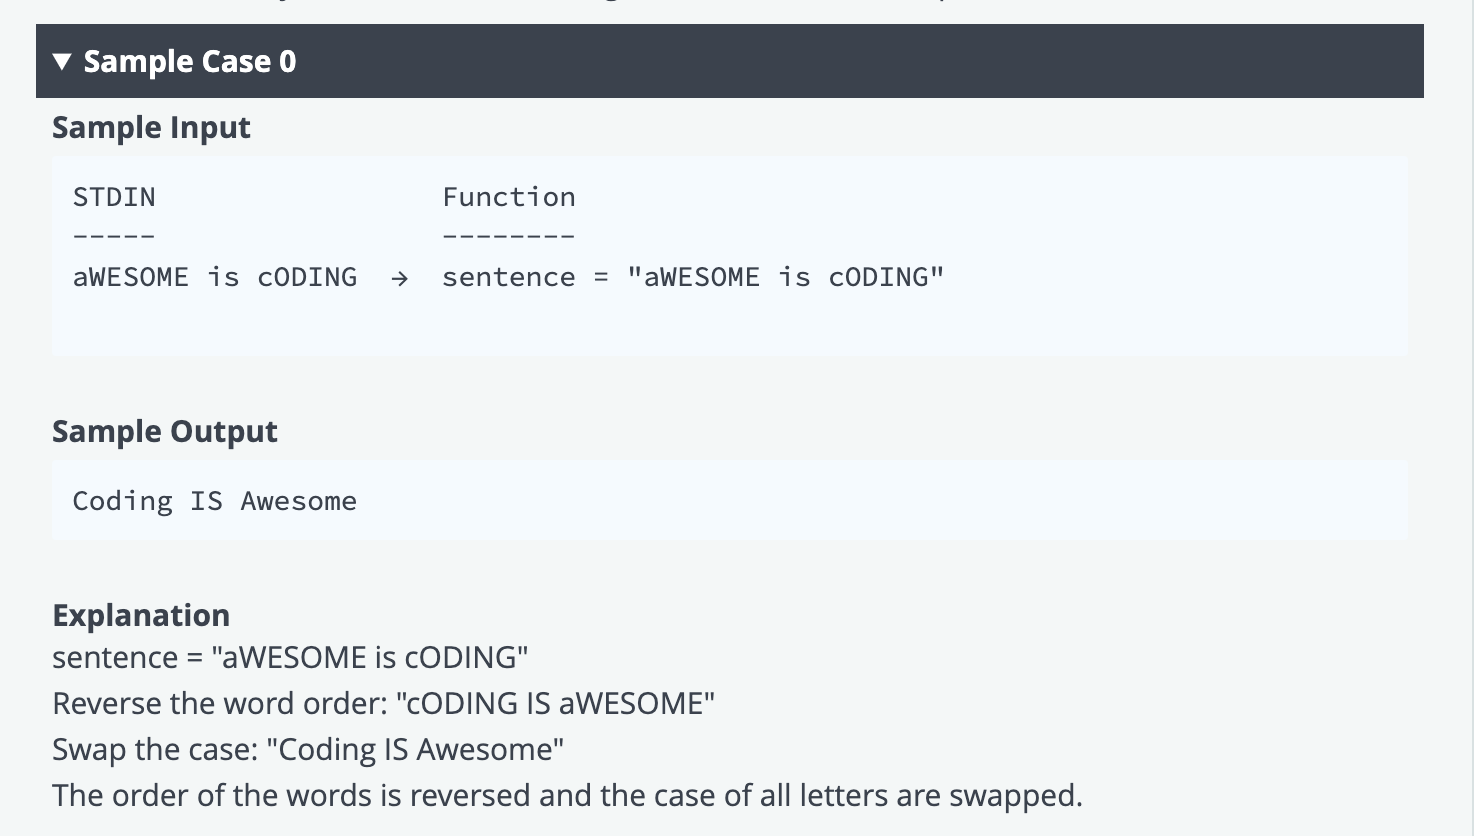 ▼ Sample Case 0
Sample Input
STDIN Function
----- --------
aWESOME is cODING → sentence = "aWESOME is cODING"
Sample Output
Coding IS Awesome
Explanation
sentence = "aWESOME is cODING"
Reverse the word order: "cODING IS aWESOME"
Swap the case: "Coding IS Awesome"
The order of the words is reversed and the case of all letters are swapped.